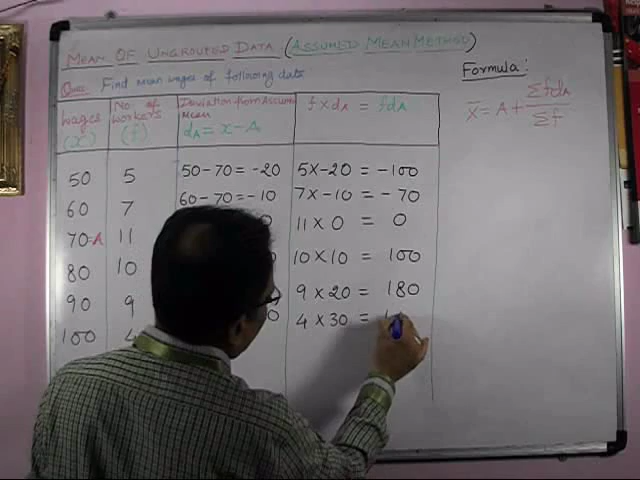 MEAN OF UNGROUPED DATA (ASSUMED MEAN METHOD)
Ques: Find mean wages of following data
Formula:
x̄ = A + Σfda / Σf
Wages (x)
No. of workers (f)
Deviation from Assumed Mean
dA = x - A
f x dA = fdA
50 5 50-70 = -20 5 x -20 = -100
60 7 60-70 = -10 7 x -10 = -70
70=A 11 0 11 x 0 = 0
80 10 0 10 x 10 = 100
90 9 9 x 20 = 180
100 4 0 4 x 30 = 1